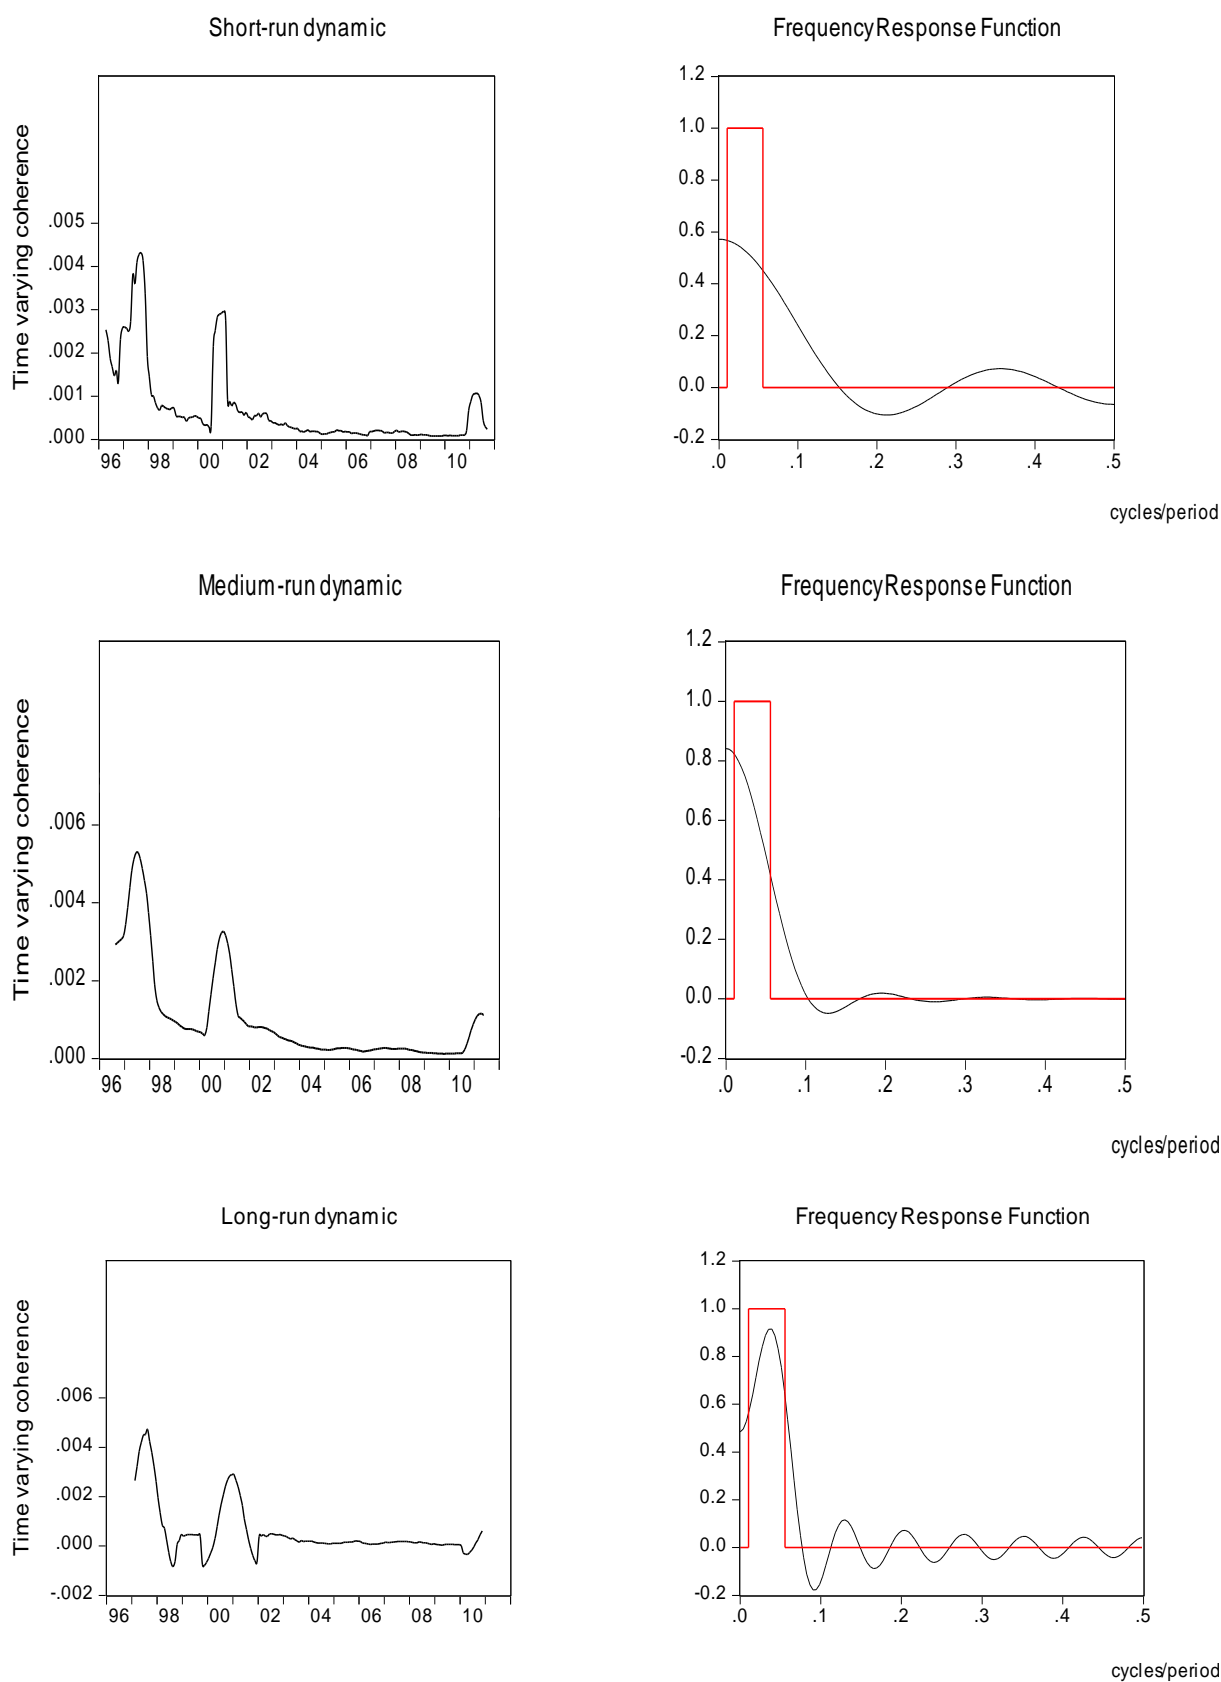 Short-run dynamic
Frequency Response Function
Time varying coherence
.005
.004
.003
.002
.001
.000
96 98 00 02 04 06 08 10
1.2
1.0
0.8
0.6
0.4
0.2
0.0
-0.2
.0 .1 .2 .3 .4 .5
cycles/period
Medium-run dynamic
Frequency Response Function
Time varying coherence
.006
.004
.002
.000
96 98 00 02 04 06 08 10
1.2
1.0
0.8
0.6
0.4
0.2
0.0
-0.2
.0 .1 .2 .3 .4 .5
cycles/period
Long-run dynamic
Frequency Response Function
Time varying coherence
.006
.004
.002
.000
-.002
96 98 00 02 04 06 08 10
1.2
1.0
0.8
0.6
0.4
0.2
0.0
-0.2
.0 .1 .2 .3 .4 .5
cycles/period